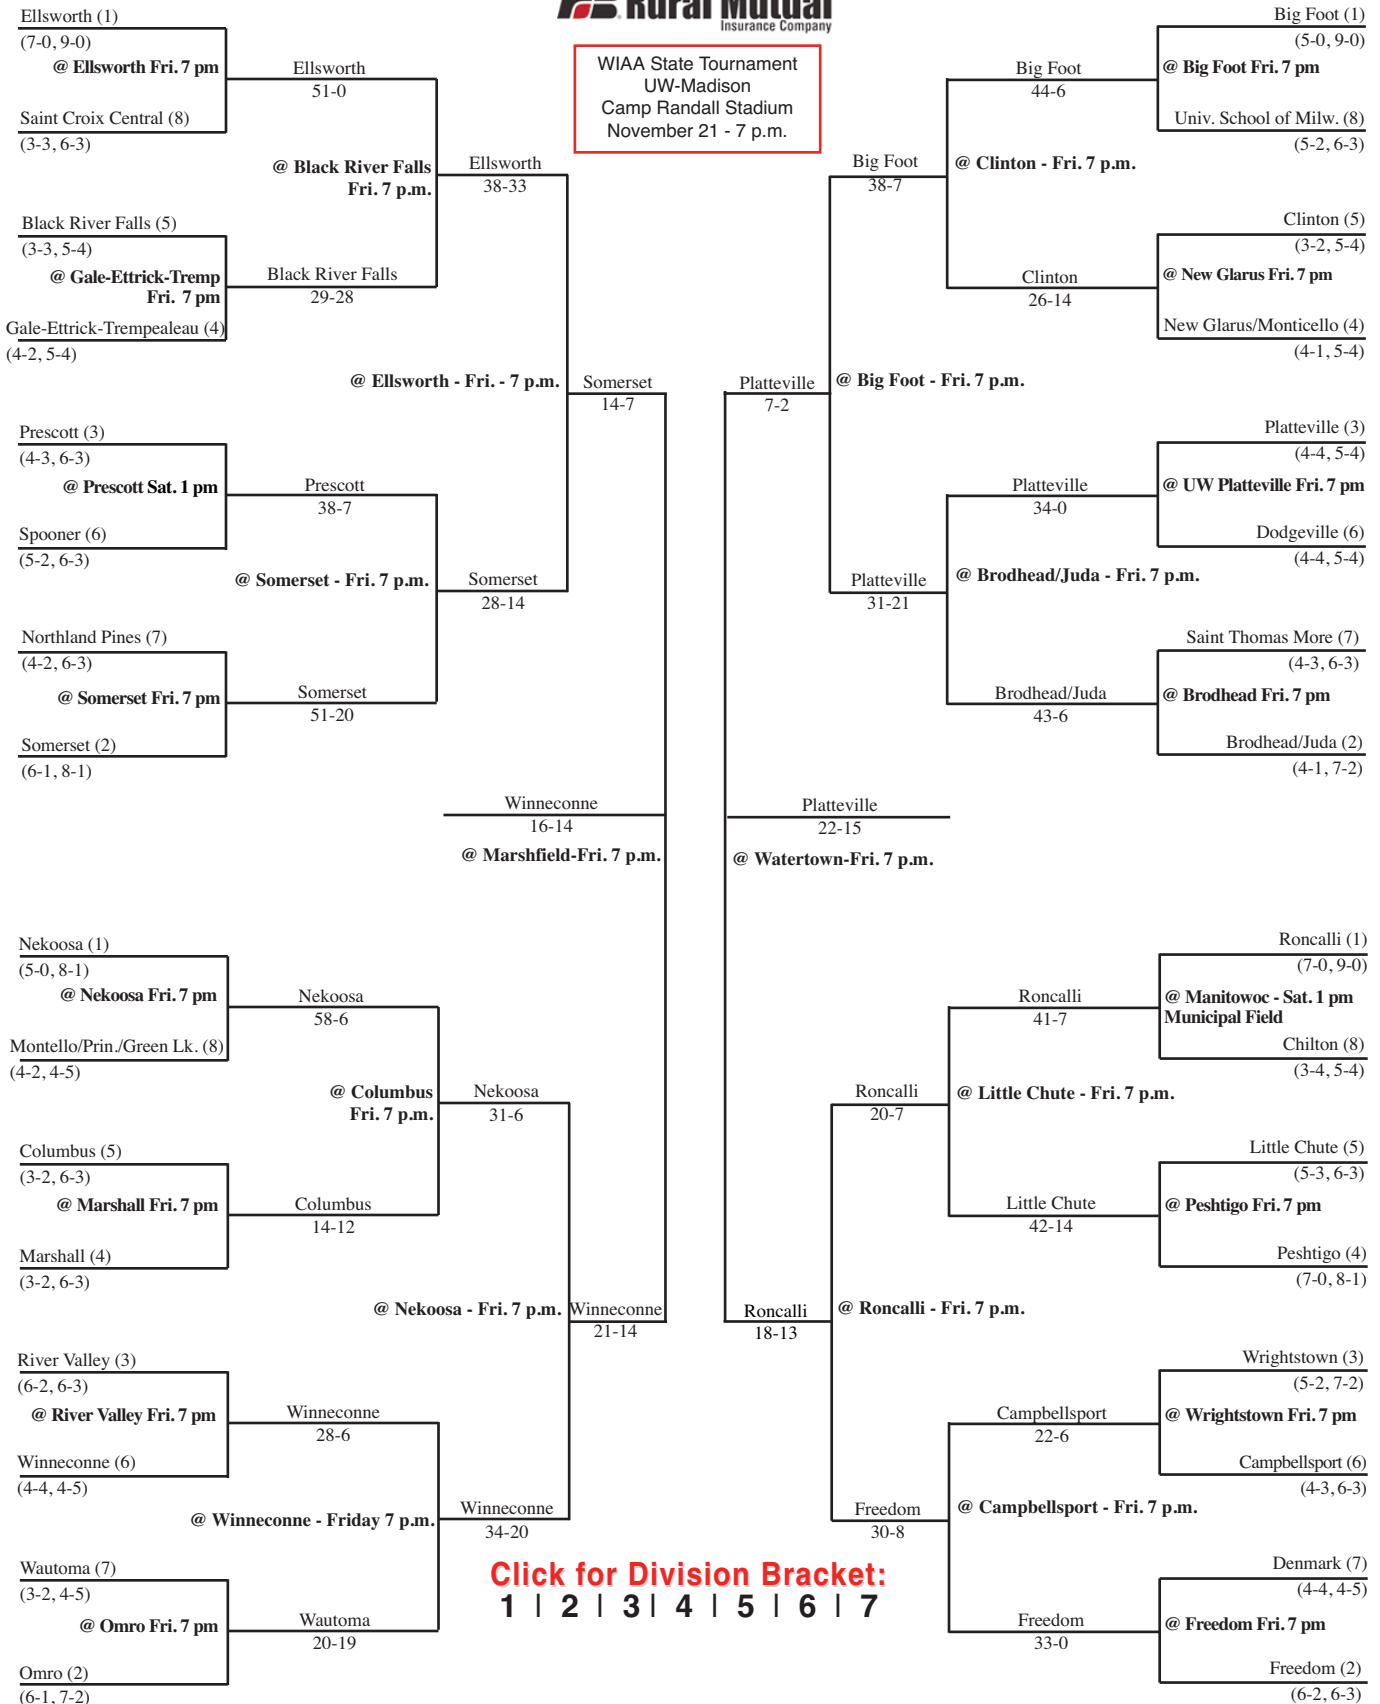 Rural Mutual
Insurance Company
WIAA State Tournament
UW-Madison
Camp Randall Stadium
November 21 - 7 p.m.
Ellsworth (1)
(7-0, 9-0)
@ Ellsworth Fri. 7 pm
Saint Croix Central (8)
(3-3, 6-3)
Ellsworth
51-0
@ Black River Falls
Fri. 7 p.m.
Ellsworth
38-33
Black River Falls (5)
(3-3, 5-4)
@ Gale-Ettrick-Tremp
Fri. 7 pm
Gale-Ettrick-Trempealeau (4)
(4-2, 5-4)
Black River Falls
29-28
@ Ellsworth - Fri. - 7 p.m.
Somerset
14-7
Prescott (3)
(4-3, 6-3)
@ Prescott Sat. 1 pm
Spooner (6)
(5-2, 6-3)
Prescott
38-7
@ Somerset - Fri. 7 p.m.
Somerset
28-14
Northland Pines (7)
(4-2, 6-3)
@ Somerset Fri. 7 pm
Somerset (2)
(6-1, 8-1)
Somerset
51-20
Winneconne
16-14
@ Marshfield-Fri. 7 p.m.
Nekoosa (1)
(5-0, 8-1)
@ Nekoosa Fri. 7 pm
Montello/Prin./Green Lk. (8)
(4-2, 4-5)
Nekoosa
58-6
@ Columbus
Fri. 7 p.m.
Nekoosa
31-6
Columbus (5)
(3-2, 6-3)
@ Marshall Fri. 7 pm
Marshall (4)
(3-2, 6-3)
Columbus
14-12
@ Nekoosa - Fri. 7 p.m.
Winneconne
21-14
River Valley (3)
(6-2, 6-3)
@ River Valley Fri. 7 pm
Winneconne (6)
(4-4, 4-5)
Winneconne
28-6
@ Winneconne - Friday 7 p.m.
Winneconne
34-20
Wautoma (7)
(3-2, 4-5)
@ Omro Fri. 7 pm
Omro (2)
(6-1, 7-2)
Wautoma
20-19
Big Foot (1)
(5-0, 9-0)
@ Big Foot Fri. 7 pm
Univ. School of Milw. (8)
(5-2, 6-3)
Big Foot
44-6
@ Clinton - Fri. 7 p.m.
Big Foot
38-7
Clinton (5)
(3-2, 5-4)
@ New Glarus Fri. 7 pm
New Glarus/Monticello (4)
(4-1, 5-4)
Clinton
26-14
@ Big Foot - Fri. 7 p.m.
Platteville
7-2
Platteville (3)
(4-4, 5-4)
@ UW Platteville Fri. 7 pm
Dodgeville (6)
(4-4, 5-4)
Platteville
34-0
@ Brodhead/Juda - Fri. 7 p.m.
Platteville
31-21
Saint Thomas More (7)
(4-3, 6-3)
@ Brodhead Fri. 7 pm
Brodhead/Juda (2)
(4-1, 7-2)
Brodhead/Juda
43-6
Platteville
22-15
@ Watertown-Fri. 7 p.m.
Roncalli (1)
(7-0, 9-0)
@ Manitowoc - Sat. 1 pm
Municipal Field
Chilton (8)
(3-4, 5-4)
Roncalli
41-7
@ Little Chute - Fri. 7 p.m.
Roncalli
20-7
Little Chute (5)
(5-3, 6-3)
@ Peshtigo Fri. 7 pm
Peshtigo (4)
(7-0, 8-1)
Little Chute
42-14
@ Roncalli - Fri. 7 p.m.
Roncalli
18-13
Wrightstown (3)
(5-2, 7-2)
@ Wrightstown Fri. 7 pm
Campbellsport (6)
(4-3, 6-3)
Campbellsport
22-6
@ Campbellsport - Fri. 7 p.m.
Freedom
30-8
Denmark (7)
(4-4, 4-5)
@ Freedom Fri. 7 pm
Freedom (2)
(6-2, 6-3)
Freedom
33-0
Click for Division Bracket:
1 | 2 | 3 | 4 | 5 | 6 | 7